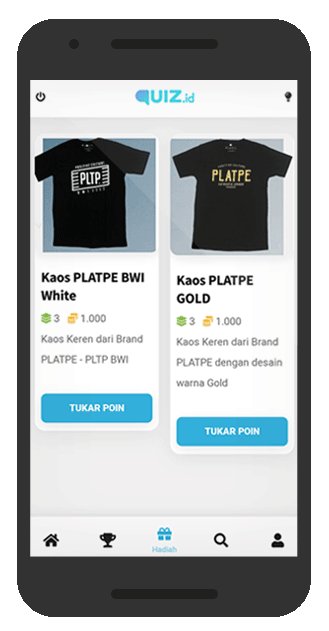 QUIZ.id
PLTP
PLATPE
Kaos PLATPE BWI
White
3 1.000
Kaos Keren dari Brand
PLATPE - PLTP BWI
TUKAR POIN
Kaos PLATPE
GOLD
3 1.000
Kaos Keren dari Brand
PLATPE dengan desain
warna Gold
TUKAR POIN
Hadiah